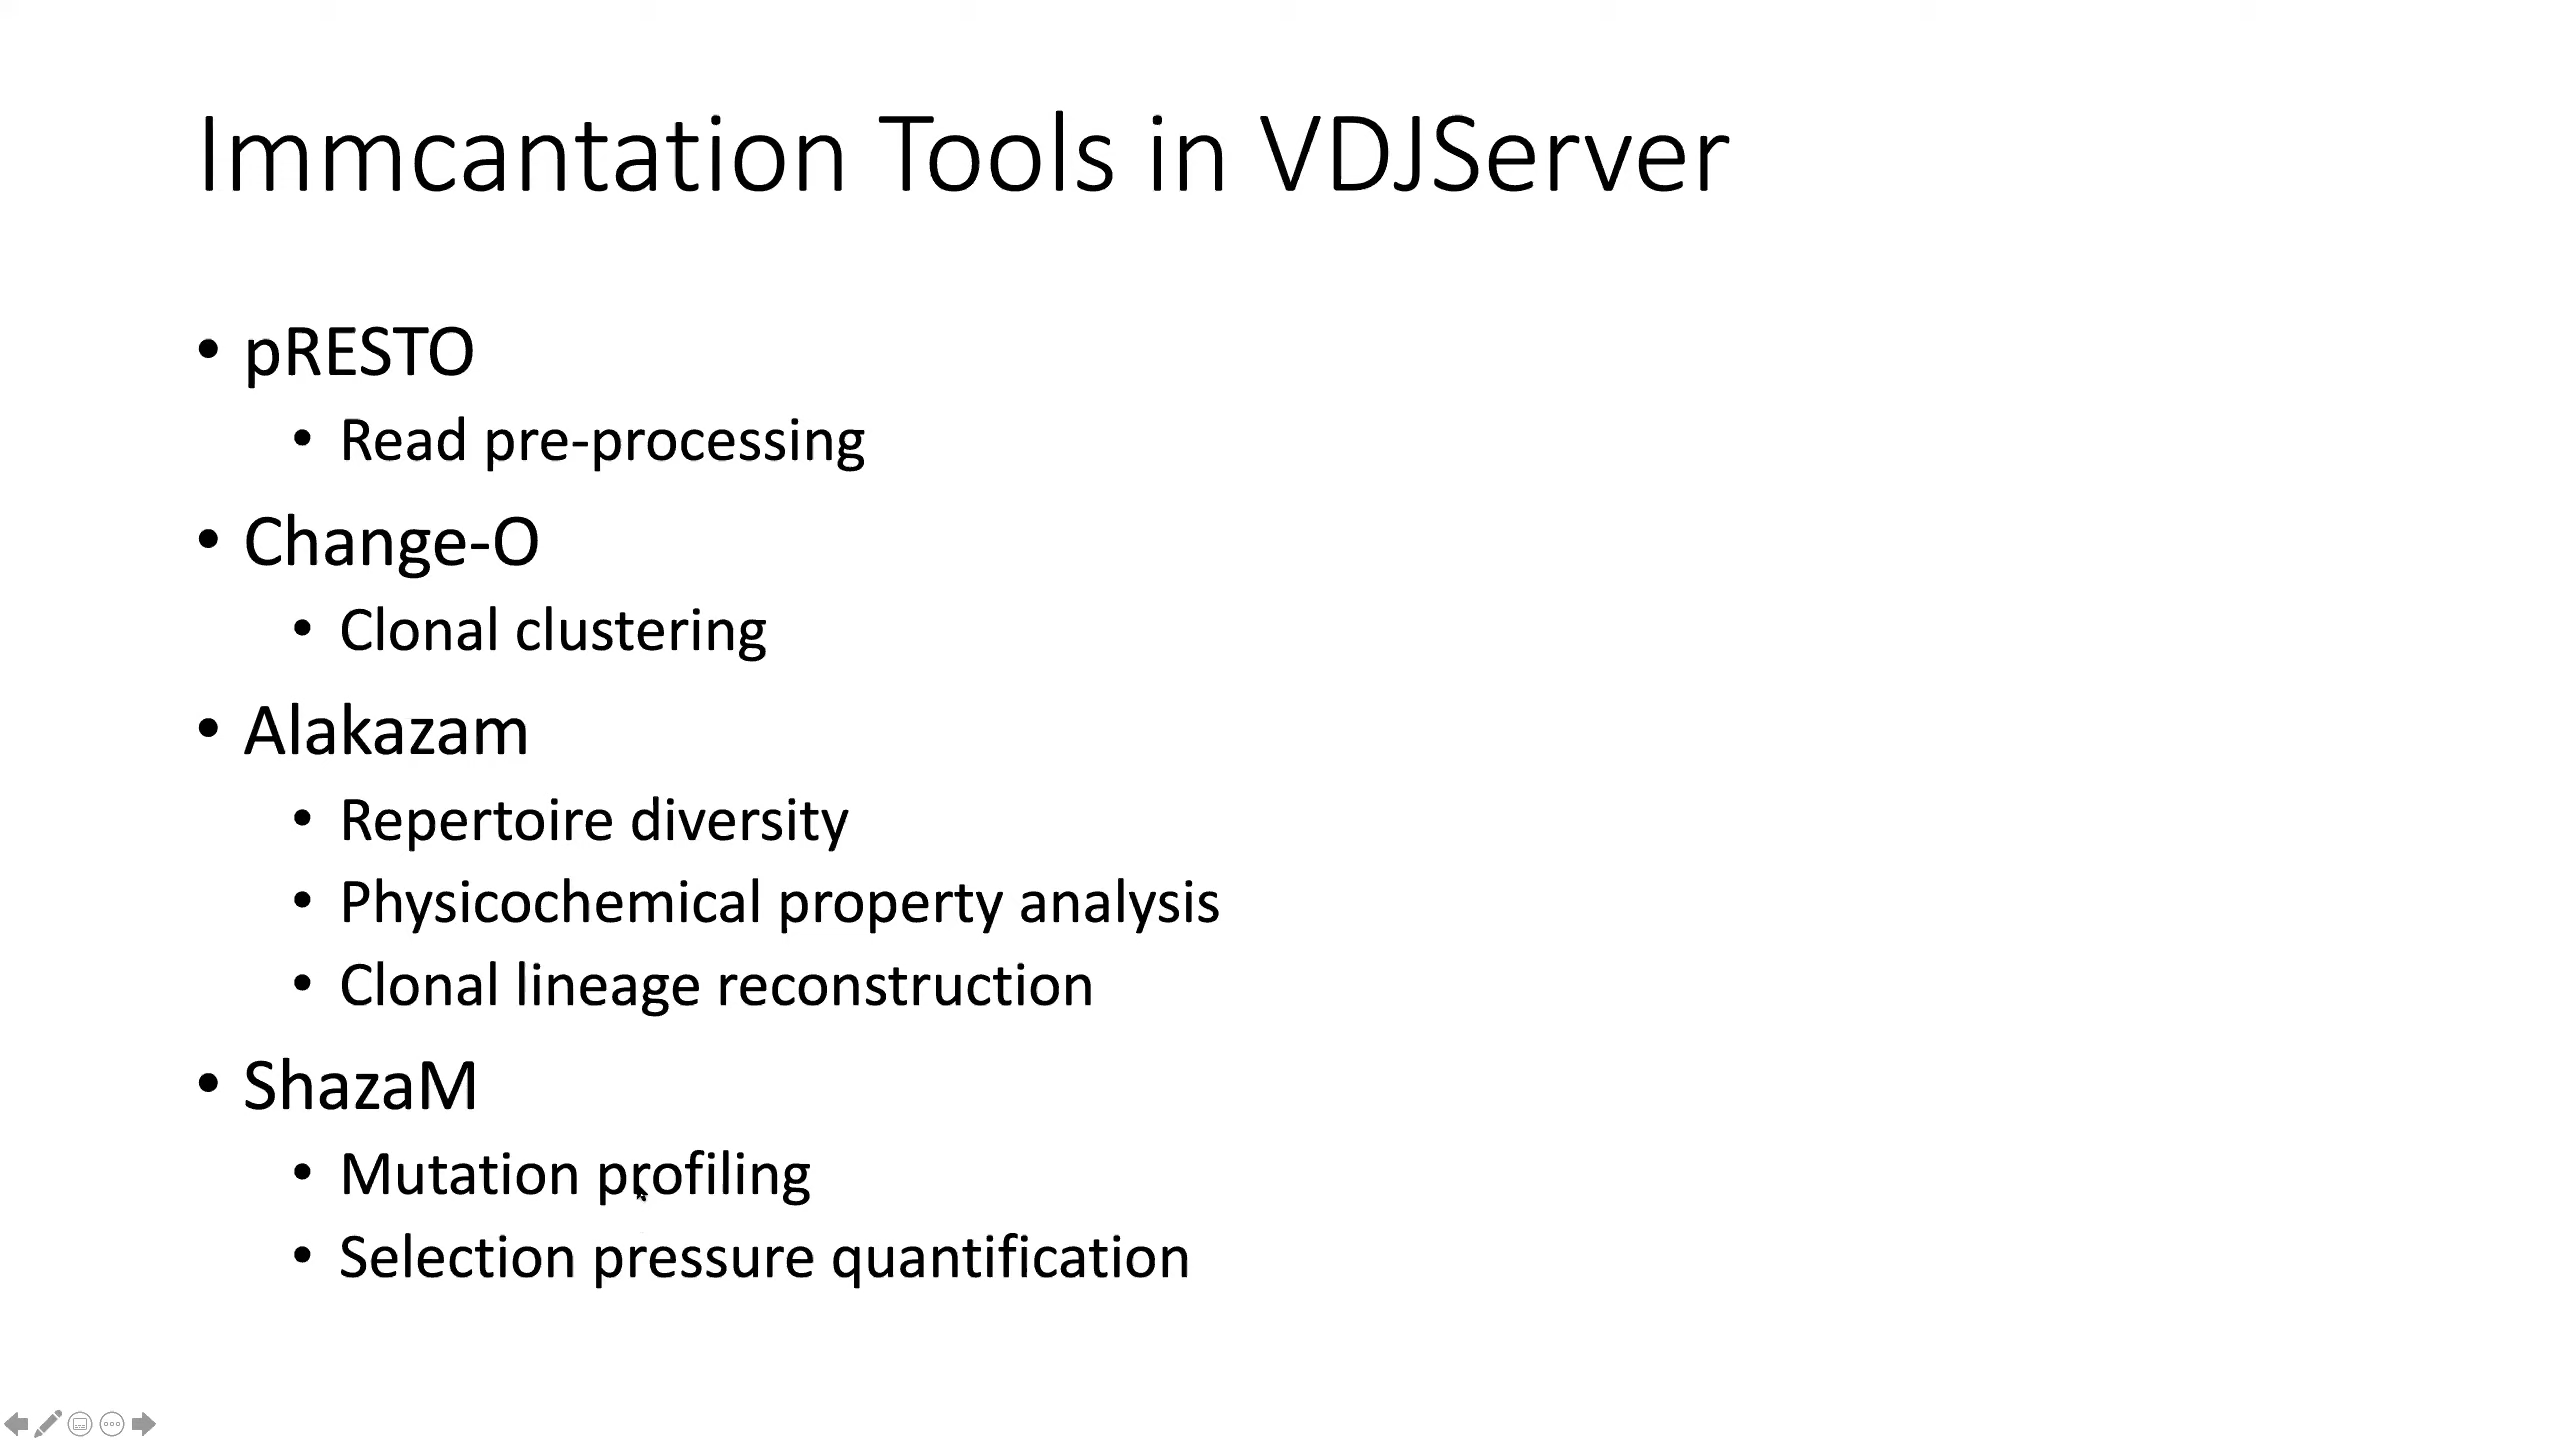 Immcantation Tools in VDJServer
• pRESTO
• Read pre-processing
• Change-O
• Clonal clustering
• Alakazam
• Repertoire diversity
• Physicochemical property analysis
• Clonal lineage reconstruction
• ShazaM
• Mutation profiling
• Selection pressure quantification